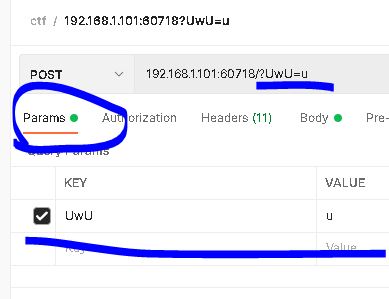 ctf / 192.168.1.101:60718?UwU=u
POST 192.168.1.101:60718/?UwU=u
Params Authorization Headers (11) Body Pre-
Query Params
KEY VALUE
UwU u
Key Value